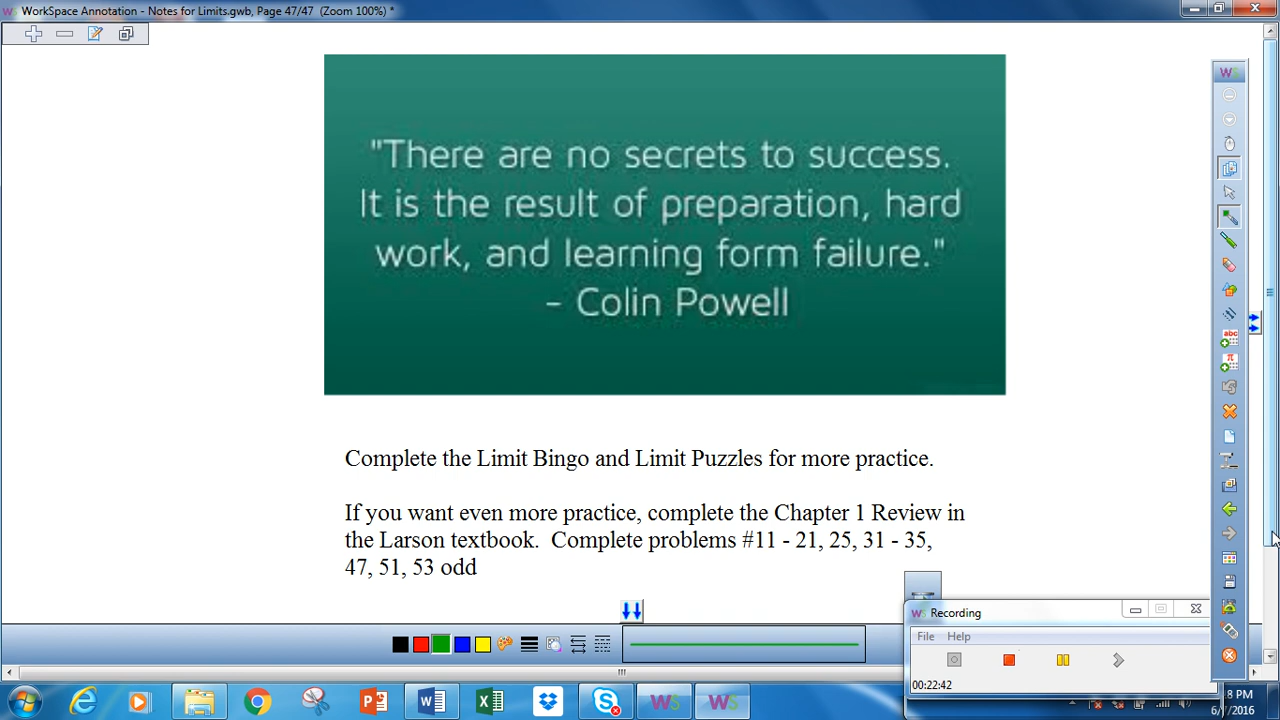 WorkSpace Annotation - Notes for Limits.gwb, Page 47/47 (Zoom 100%) *
"There are no secrets to success.
It is the result of preparation, hard
work, and learning form failure."
- Colin Powell
Complete the Limit Bingo and Limit Puzzles for more practice.
If you want even more practice, complete the Chapter 1 Review in
the Larson textbook. Complete problems #11 - 21, 25, 31 - 35,
47, 51, 53 odd
Recording
File Help
00:22:42
8 PM